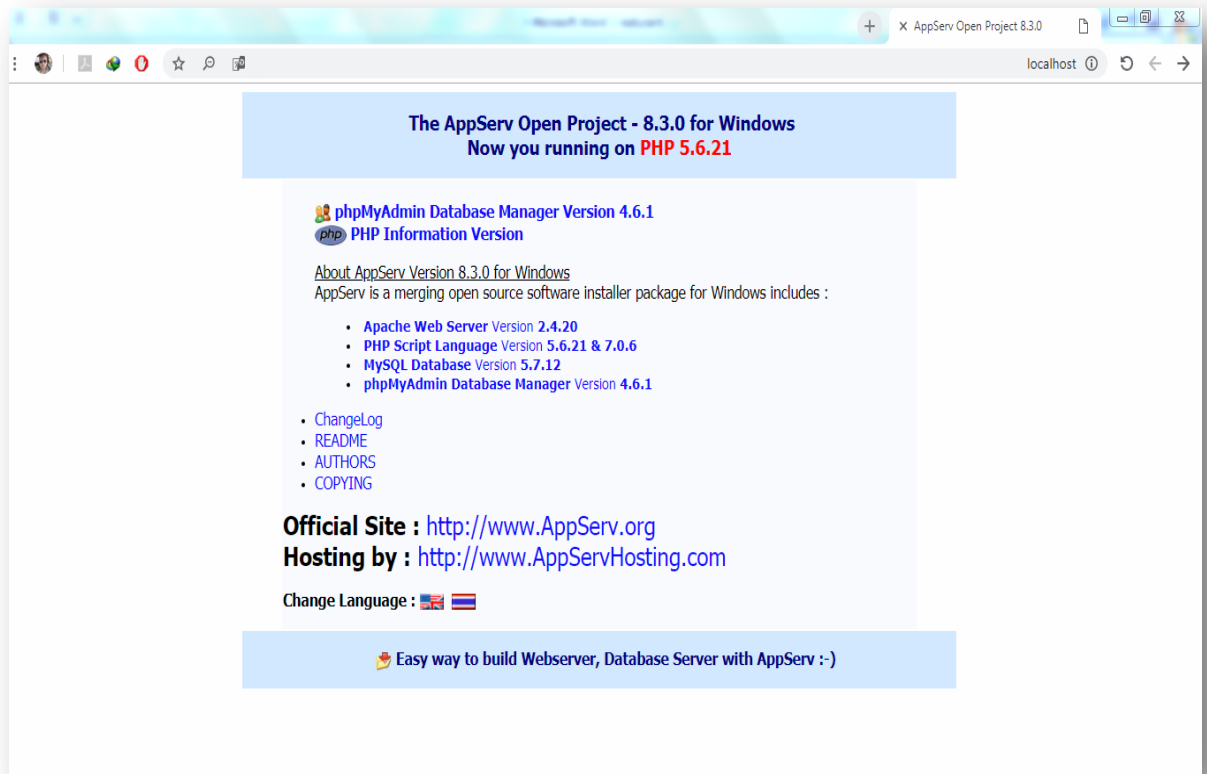 AppServ Open Project 8.3.0
localhost
The AppServ Open Project - 8.3.0 for Windows
Now you running on PHP 5.6.21
phpMyAdmin Database Manager Version 4.6.1
php PHP Information Version
About AppServ Version 8.3.0 for Windows
AppServ is a merging open source software installer package for Windows includes :
• Apache Web Server Version 2.4.20
• PHP Script Language Version 5.6.21 & 7.0.6
• MySQL Database Version 5.7.12
• phpMyAdmin Database Manager Version 4.6.1
• ChangeLog
• README
• AUTHORS
• COPYING
Official Site : http://www.AppServ.org
Hosting by : http://www.AppServHosting.com
Change Language :
Easy way to build Webserver, Database Server with AppServ :-)